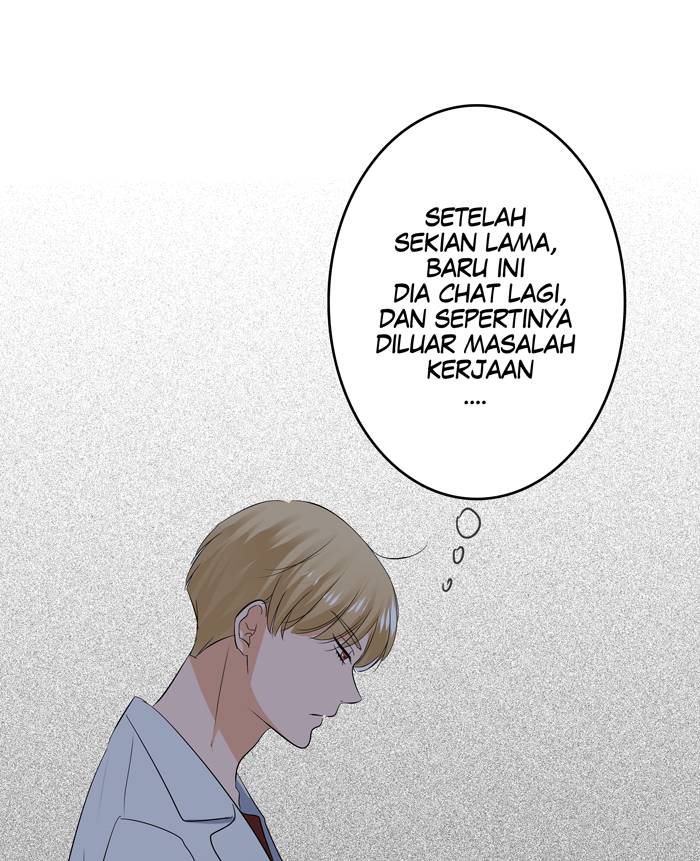 SETELAH
SEKIAN LAMA,
BARU INI
DIA CHAT LAGI,
DAN SEPERTINYA
DILUAR MASALAH
KERJAAN
....